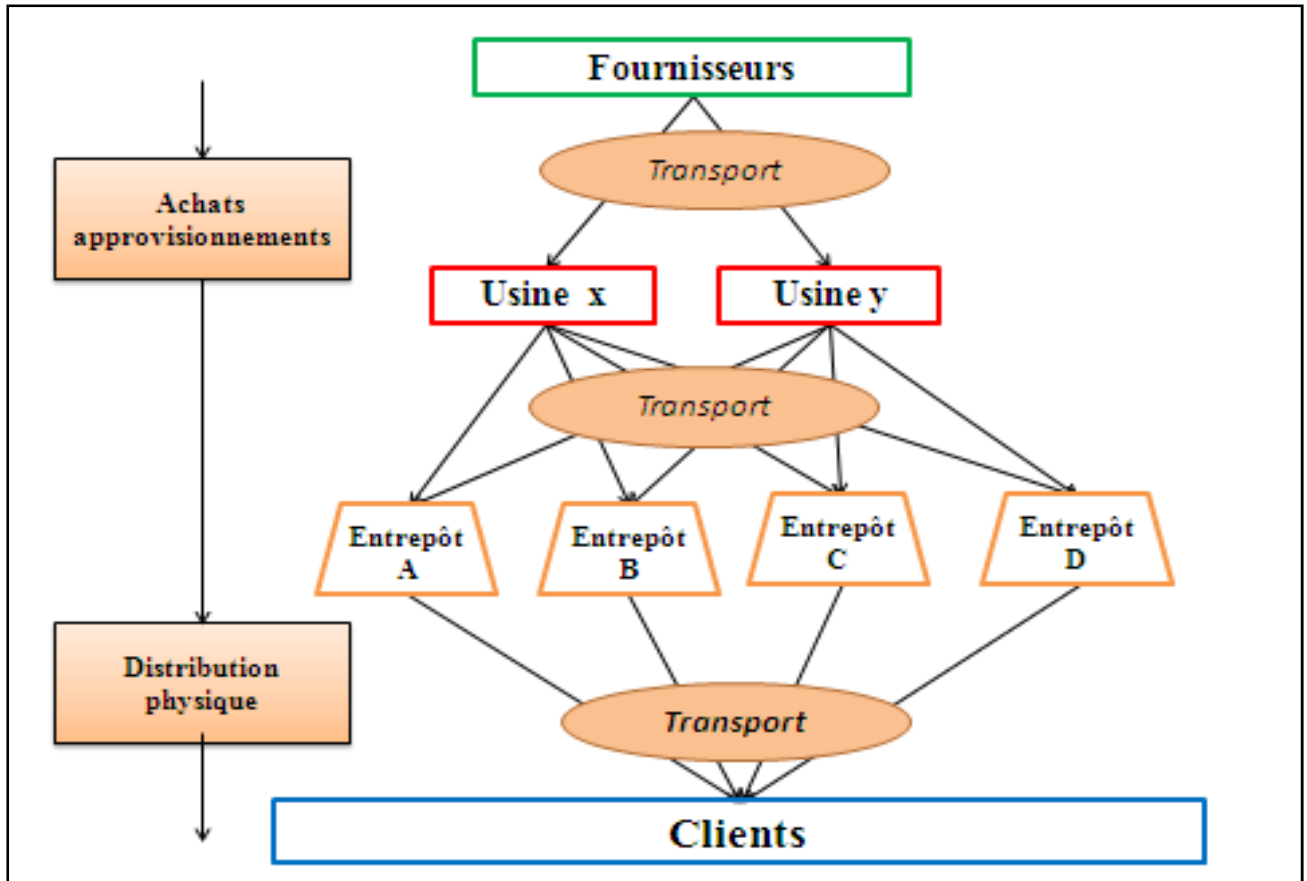 Fournisseurs
Transport
Achats
approvisionnements
Usine x
Usine y
Transport
Entrepôt
A
Entrepôt
B
Entrepôt
C
Entrepôt
D
Distribution
physique
Transport
Clients